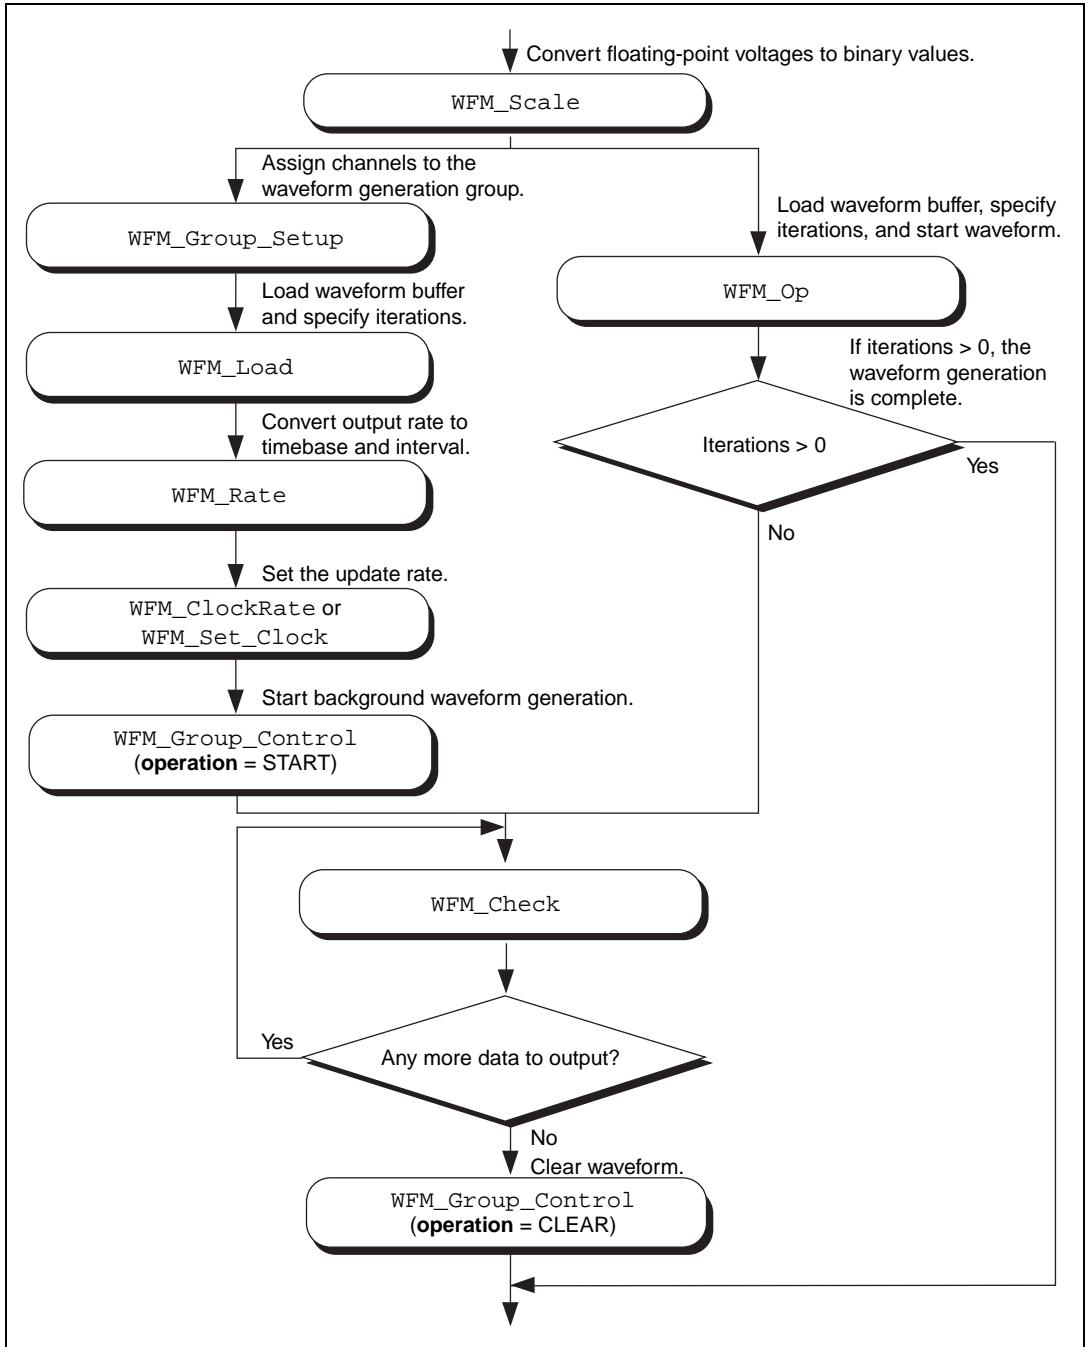 Convert floating-point voltages to binary values.
WFM_Scale
Assign channels to the
waveform generation group.
WFM_Group_Setup
Load waveform buffer
and specify iterations.
WFM_Load
Convert output rate to
timebase and interval.
WFM_Rate
Set the update rate.
WFM_ClockRate or
WFM_Set_Clock
Start background waveform generation.
WFM_Group_Control
(operation = START)
Load waveform buffer, specify
iterations, and start waveform.
WFM_Op
If iterations > 0, the
waveform generation
is complete.
Iterations > 0
Yes
No
WFM_Check
Any more data to output?
Yes
No
Clear waveform.
WFM_Group_Control
(operation = CLEAR)